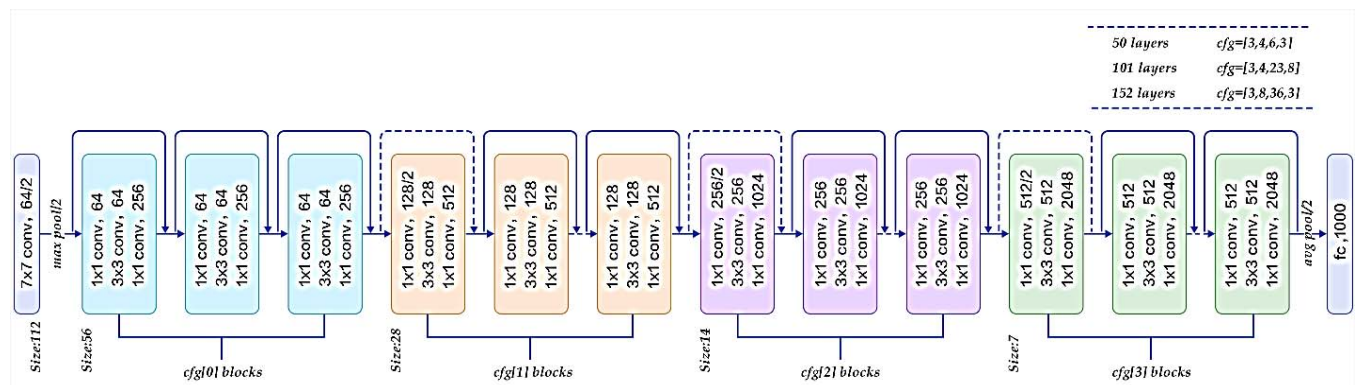 50 layers cfg=[3,4,6,3]
101 layers cfg=[3,4,23,8]
152 layers cfg=[3,8,36,3]
7x7 conv, 64/2
max pool/2
1x1 conv, 64
3x3 conv, 64
1x1 conv, 256
1x1 conv, 64
3x3 conv, 64
1x1 conv, 256
1x1 conv, 64
3x3 conv, 64
1x1 conv, 256
1x1 conv, 128/2
3x3 conv, 128
1x1 conv, 512
1x1 conv, 128
3x3 conv, 128
1x1 conv, 512
1x1 conv, 128
3x3 conv, 128
1x1 conv, 512
1x1 conv, 256/2
3x3 conv, 256
1x1 conv, 1024
1x1 conv, 256
3x3 conv, 256
1x1 conv, 1024
1x1 conv, 256
3x3 conv, 256
1x1 conv, 1024
1x1 conv, 512/2
3x3 conv, 512
1x1 conv, 2048
1x1 conv, 512
3x3 conv, 512
1x1 conv, 2048
1x1 conv, 512
3x3 conv, 512
1x1 conv, 2048
avg pool/2
fc ,1000
Size:112
Size:56
cfg[0] blocks
Size:28
cfg[1] blocks
Size:14
cfg[2] blocks
Size:7
cfg[3] blocks